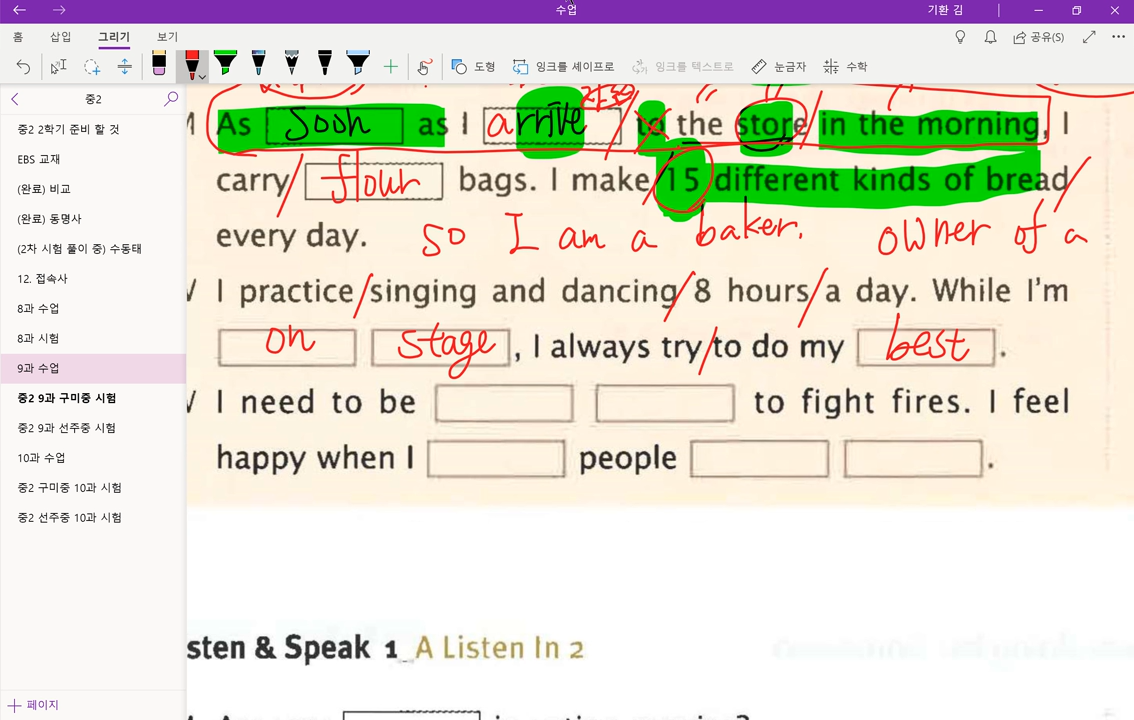 수업
기환 김
홈 삽입 그리기 보기
공유(S)
도형 잉크를 셰이프로 잉크를 텍스트로 눈금자 수학
중2
중2 2학기 준비 할 것
EBS 교재
(완료) 비교
(완료) 동명사
(2차 시험 풀이 중) 수동태
12. 접속사
8과 수업
8과 시험
9과 수업
중2 9과 구미중 시험
중2 9과 선주중 시험
10과 수업
중2 구미중 10과 시험
중2 선주중 10과 시험
페이지
As soon as I arrive to the store in the morning, I
carry flour bags. I make 15 different kinds of bread
every day. so I am a baker. owner of a
I practice singing and dancing 8 hours a day. While I'm
on stage, I always try to do my best.
I need to be to fight fires. I feel
happy when I people .
sten & Speak 1 A Listen In 2